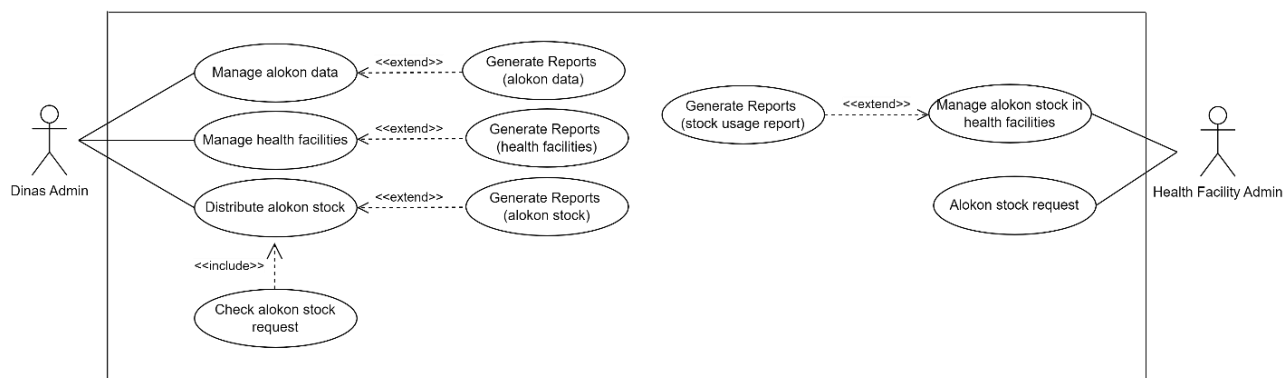 Manage alokon data
<<extend>>
Generate Reports
(alokon data)
Manage health facilities
<<extend>>
Generate Reports
(health facilities)
Distribute alokon stock
<<extend>>
Generate Reports
(alokon stock)
<<include>>
Check alokon stock
request
Dinas Admin
Generate Reports
(stock usage report)
<<extend>>
Manage alokon stock in
health facilities
Alokon stock request
Health Facility Admin